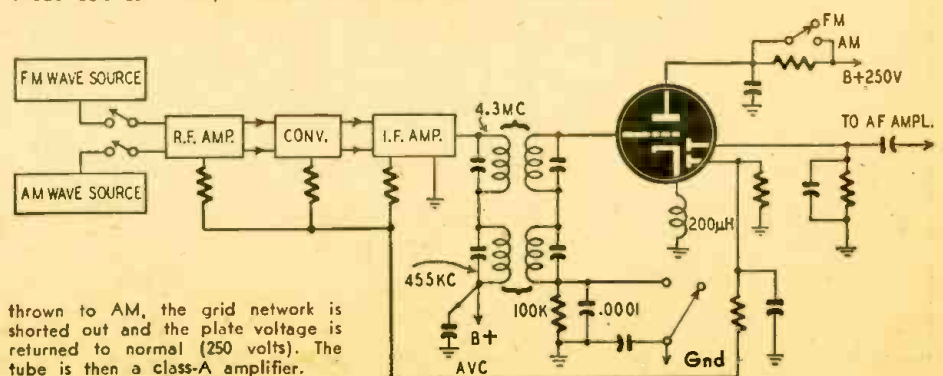 FM
AM
B+250V
FM WAVE SOURCE
4.3MC
TO AF AMPL.
R.F. AMP.
CONV.
I.F. AMP.
AM WAVE SOURCE
200μH
455KC
100K
.0001
B+
Gnd
AVC
thrown to AM, the grid network is
shorted out and the plate voltage is
returned to normal (250 volts). The
tube is then a class-A amplifier.